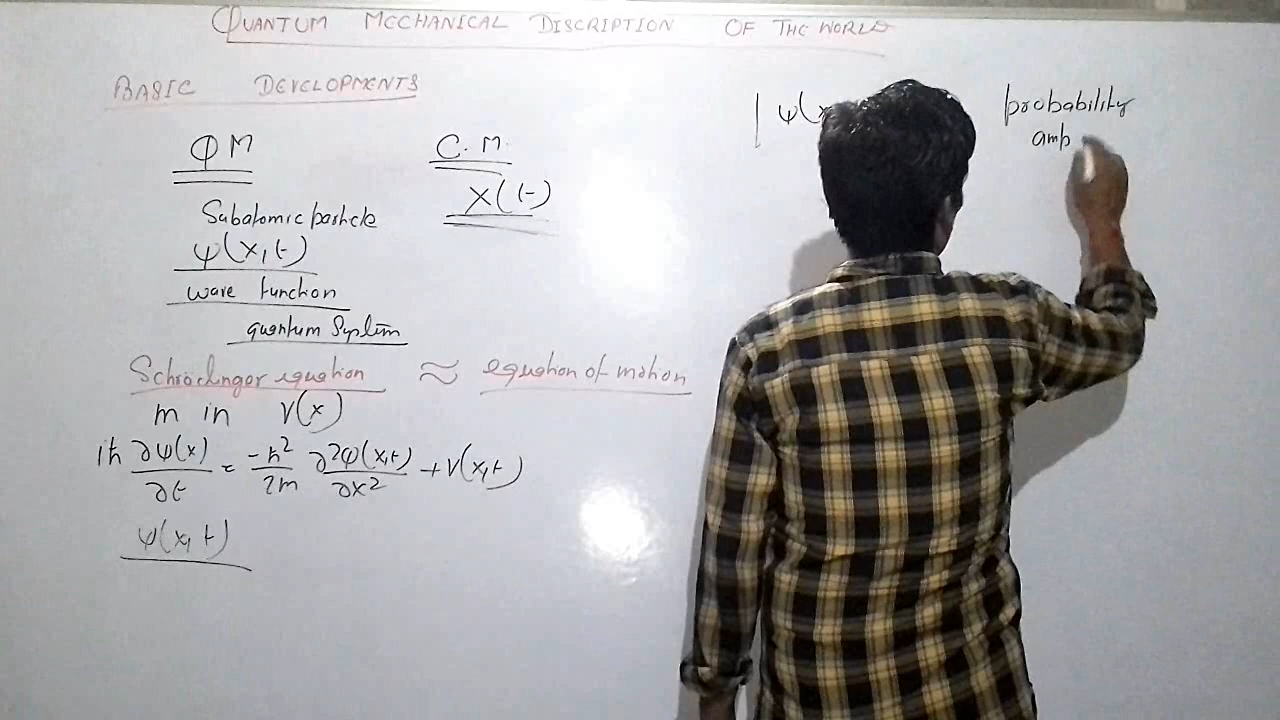 QUANTUM MECHANICAL DISCRIPTION OF THE WORLD
BASIC DEVELOPMENTS
QM
C.M.
X(t)
Subatomic particle
ψ(x,t)
wave function
quantum System
Schrodingor equation ≈ equation of motion
m in V(x)
iħ ∂ψ(x)/∂t = -ħ²/2m ∂²ψ(x,t)/∂x² + V(x,t)
ψ(x,t)
|ψ(x
probability
amp